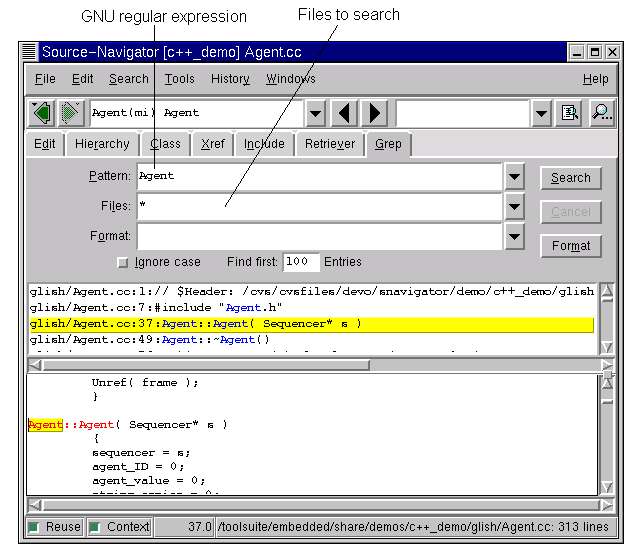 GNU regular expression
Files to search
Source-Navigator [c++_demo] Agent.cc
File Edit Search Tools History Windows Help
Agent(mi) Agent
Edit Hierarchy Class Xref Include Retriever Grep
Pattern: Agent Search
Files: * Cancel
Format: Format
Ignore case Find first: 100 Entries
glish/Agent.cc:1:// $Header: /cvs/cvsfiles/devo/snavigator/demo/c++_demo/glish
glish/Agent.cc:7:#include "Agent.h"
glish/Agent.cc:37:Agent::Agent( Sequencer* s )
glish/Agent.cc:49:Agent::~Agent()
Unref( frame );
}
Agent::Agent( Sequencer* s )
{
sequencer = s;
agent_ID = 0;
agent_value = 0;
Reuse Context 37.0 /toolsuite/embedded/share/demos/c++_demo/glish/Agent.cc: 313 lines